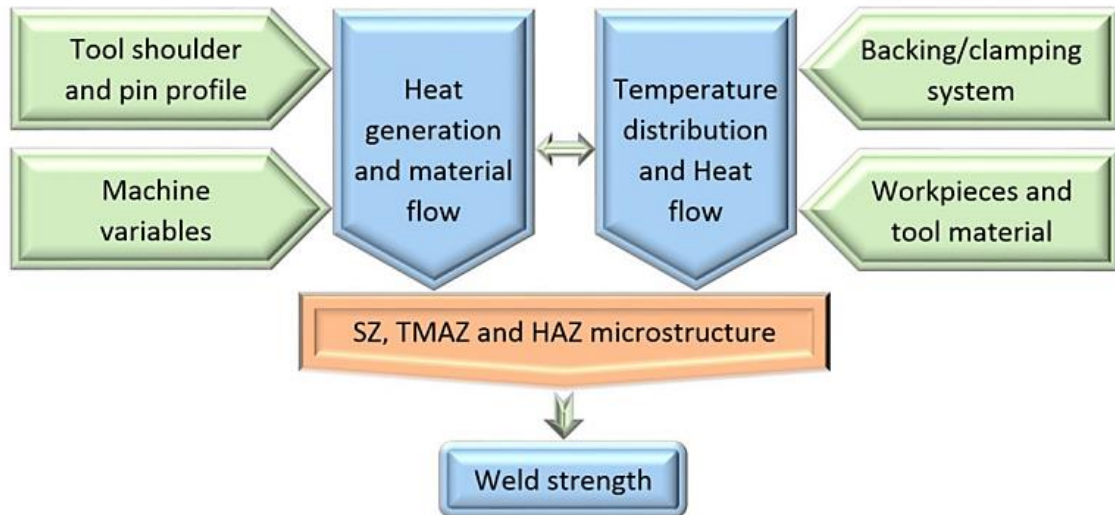 Tool shoulder
and pin profile
Machine
variables
Heat
generation
and material
flow
Temperature
distribution
and Heat
flow
Backing/clamping
system
Workpieces and
tool material
SZ, TMAZ and HAZ microstructure
Weld strength